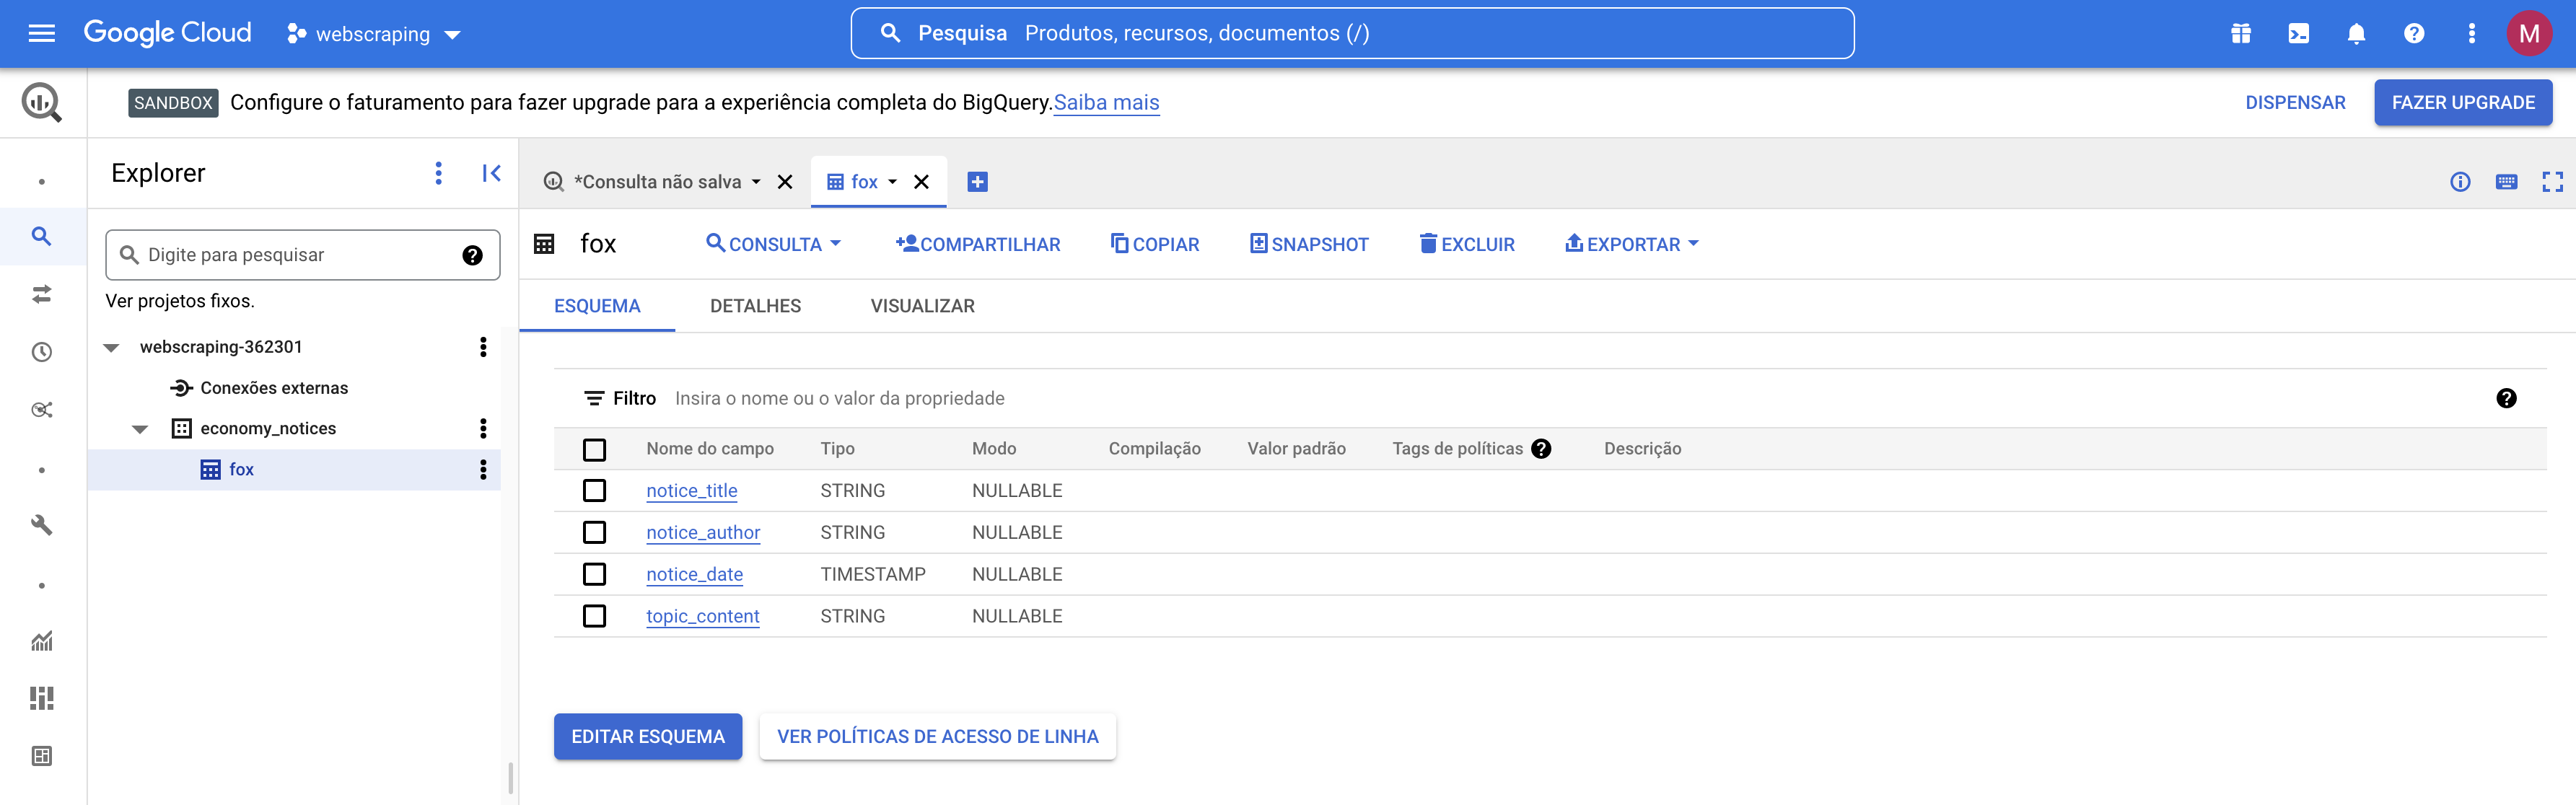 Google Cloud webscraping Pesquisa Produtos, recursos, documentos (/) M
SANDBOX Configure o faturamento para fazer upgrade para a experiência completa do BigQuery. Saiba mais DISPENSAR FAZER UPGRADE
Explorer
Digite para pesquisar
Ver projetos fixos.
webscraping-362301
Conexões externas
economy_notices
fox
*Consulta não salva fox
fox CONSULTA COMPARTILHAR COPIAR SNAPSHOT EXCLUIR EXPORTAR
ESQUEMA DETALHES VISUALIZAR
Filtro Insira o nome ou o valor da propriedade
Nome do campo Tipo Modo Compilação Valor padrão Tags de políticas Descrição
notice_title STRING NULLABLE
notice_author STRING NULLABLE
notice_date TIMESTAMP NULLABLE
topic_content STRING NULLABLE
EDITAR ESQUEMA VER POLÍTICAS DE ACESSO DE LINHA